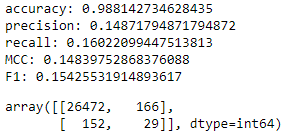 accuracy: 0.988142734628435
precision: 0.14871794871794872
recall: 0.16022099447513813
MCC: 0.14839752868376088
F1: 0.15425531914893617
array([[26472,   166],
       [  152,    29]], dtype=int64)